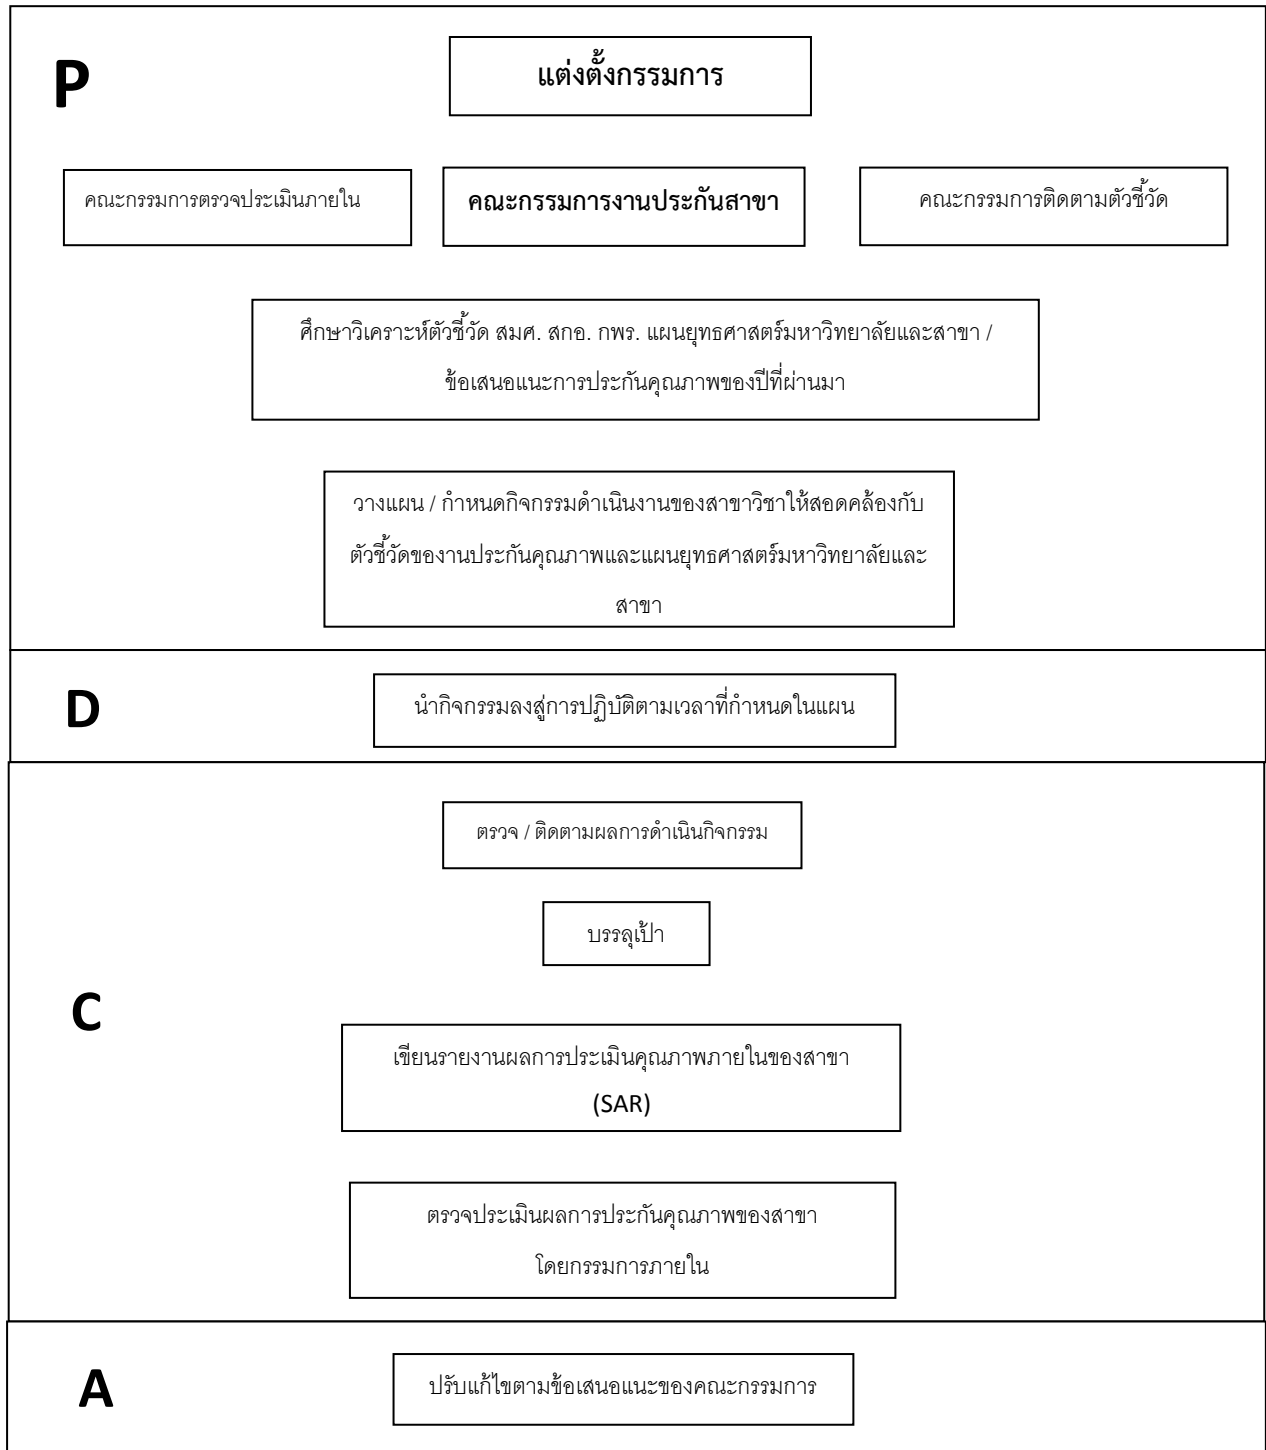 P
แต่งตั้งกรรมการ
คณะกรรมการตรวจประเมินภายใน
คณะกรรมการงานประกันสาขา
คณะกรรมการติดตามตัวชี้วัด
ศึกษาวิเคราะห์ตัวชี้วัด สมศ. สกอ. กพร. แผนยุทธศาสตร์มหาวิทยาลัยและสาขา /
ข้อเสนอแนะการประกันคุณภาพของปีที่ผ่านมา
วางแผน / กำหนดกิจกรรมดำเนินงานของสาขาวิชาให้สอดคล้องกับ
ตัวชี้วัดของงานประกันคุณภาพและแผนยุทธศาสตร์มหาวิทยาลัยและ
สาขา
D
นำกิจกรรมลงสู่การปฏิบัติตามเวลาที่กำหนดในแผน
ตรวจ / ติดตามผลการดำเนินกิจกรรม
บรรลุเป้า
C
เขียนรายงานผลการประเมินคุณภาพภายในของสาขา
(SAR)
ตรวจประเมินผลการประกันคุณภาพของสาขา
โดยกรรมการภายใน
A
ปรับแก้ไขตามข้อเสนอแนะของคณะกรรมการ